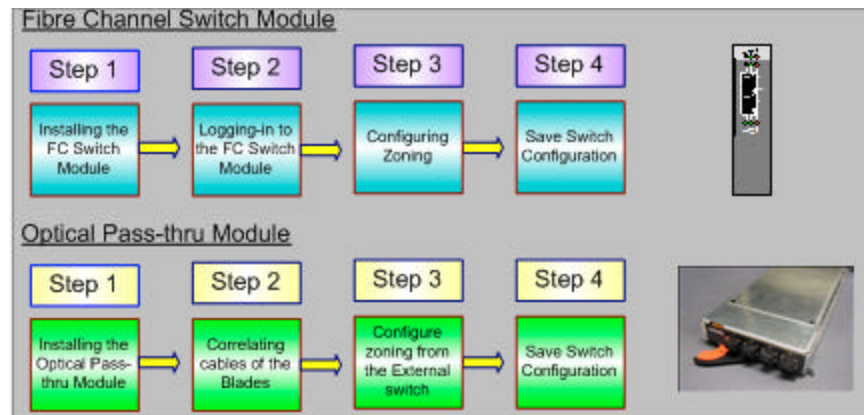 Fibre Channel Switch Module
Step 1
Step 2
Step 3
Step 4
Installing the
FC Switch
Module
Logging-in to
the FC Switch
Module
Configuring
Zoning
Save Switch
Configuration
Optical Pass-thru Module
Step 1
Step 2
Step 3
Step 4
Installing the
Optical Pass-
thru Module
Correlating
cables of the
Blades
Configure
zoning from
the External
switch
Save Switch
Configuration